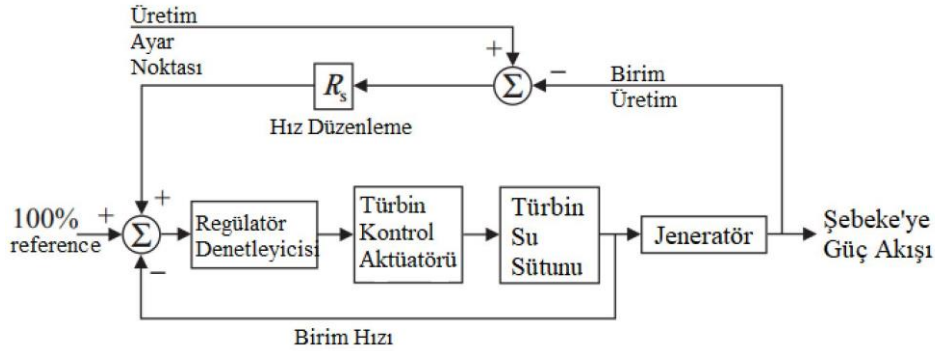 Üretim
Ayar
Noktası
+
−
Σ
Birim
Üretim
Rs
Hız Düzenleme
100%
reference
+
+
Σ
−
Regülatör
Denetleyicisi
Türbin
Kontrol
Aktüatörü
Türbin
Su
Sütunu
Jeneratör
Şebeke'ye
Güç Akışı
Birim Hızı